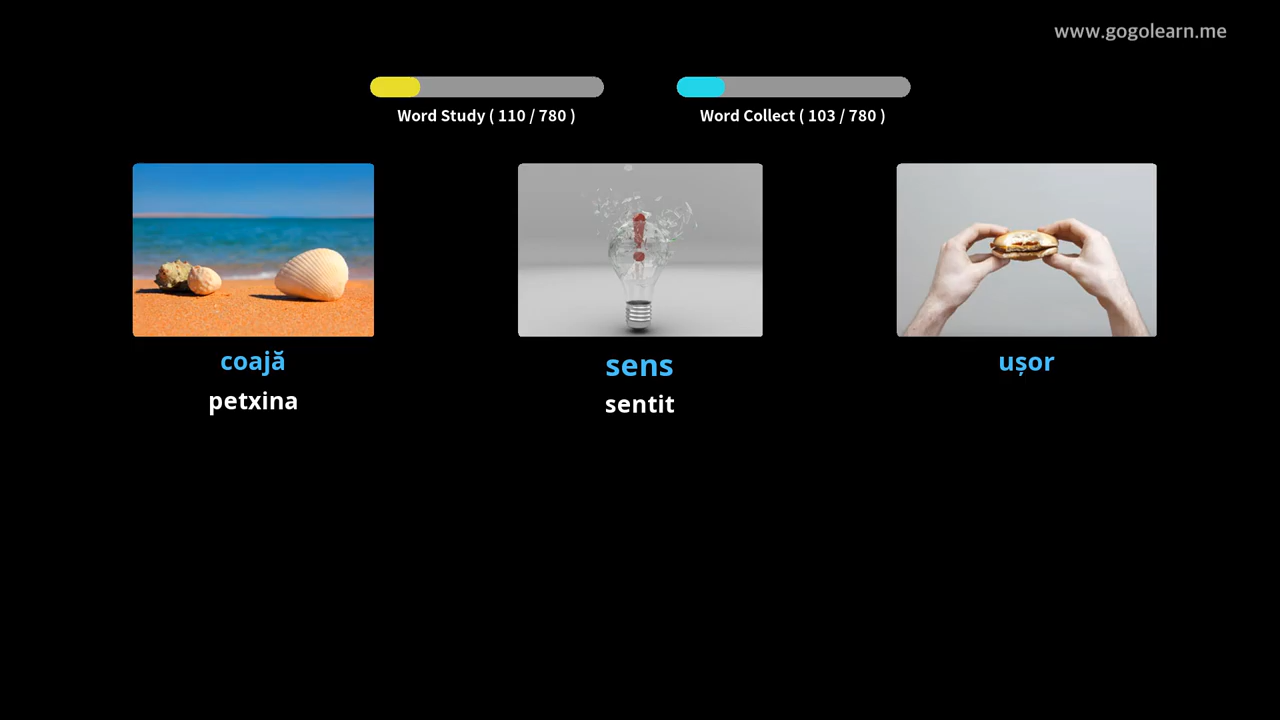 www.gogolearn.me
Word Study ( 110 / 780 )
Word Collect ( 103 / 780 )
coajă
petxina
sens
sentit
ușor